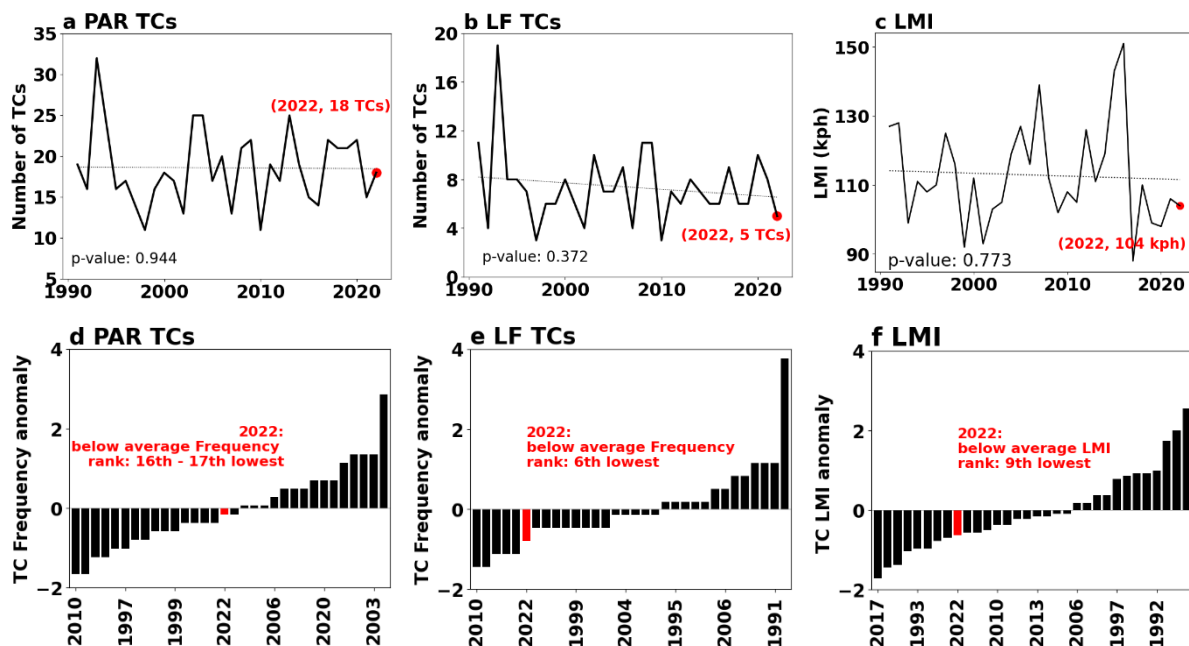 a PAR TCs
Number of TCs
35
30
25
20
15
10
5
(2022, 18 TCs)
p-value: 0.944
1990
2000
2010
2020
b LF TCs
Number of TCs
20
16
12
8
4
0
(2022, 5 TCs)
p-value: 0.372
1990
2000
2010
2020
c LMI
LMI (kph)
150
130
110
90
(2022, 104 kph)
p-value: 0.773
1990
2000
2010
2020
d PAR TCs
TC Frequency anomaly
4
2
0
−2
2022:
below average Frequency
rank: 16th - 17th lowest
2010
1997
1999
2022
2006
2020
2003
e LF TCs
TC Frequency anomaly
4
2
0
−2
2022:
below average Frequency
rank: 6th lowest
2010
2022
1999
2004
1995
2008
1991
f LMI
TC LMI anomaly
4
2
0
−2
2022:
below average LMI
rank: 9th lowest
2017
1993
2022
2010
2013
2006
1997
1992